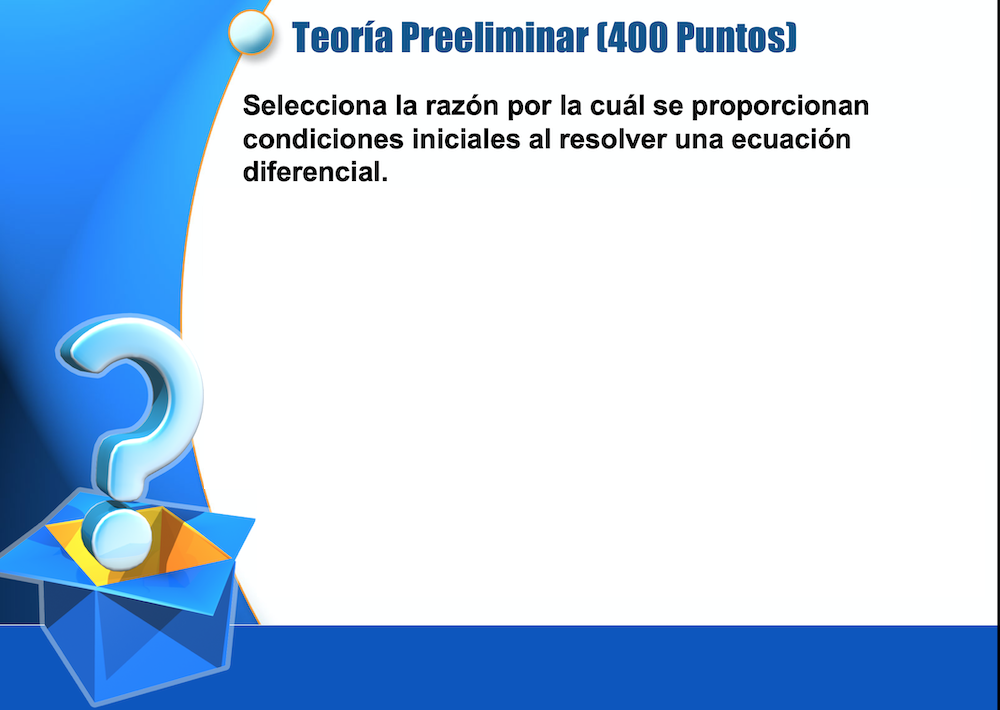 Teoría Preeliminar (400 Puntos)
Selecciona la razón por la cuál se proporcionan
condiciones iniciales al resolver una ecuación
diferencial.